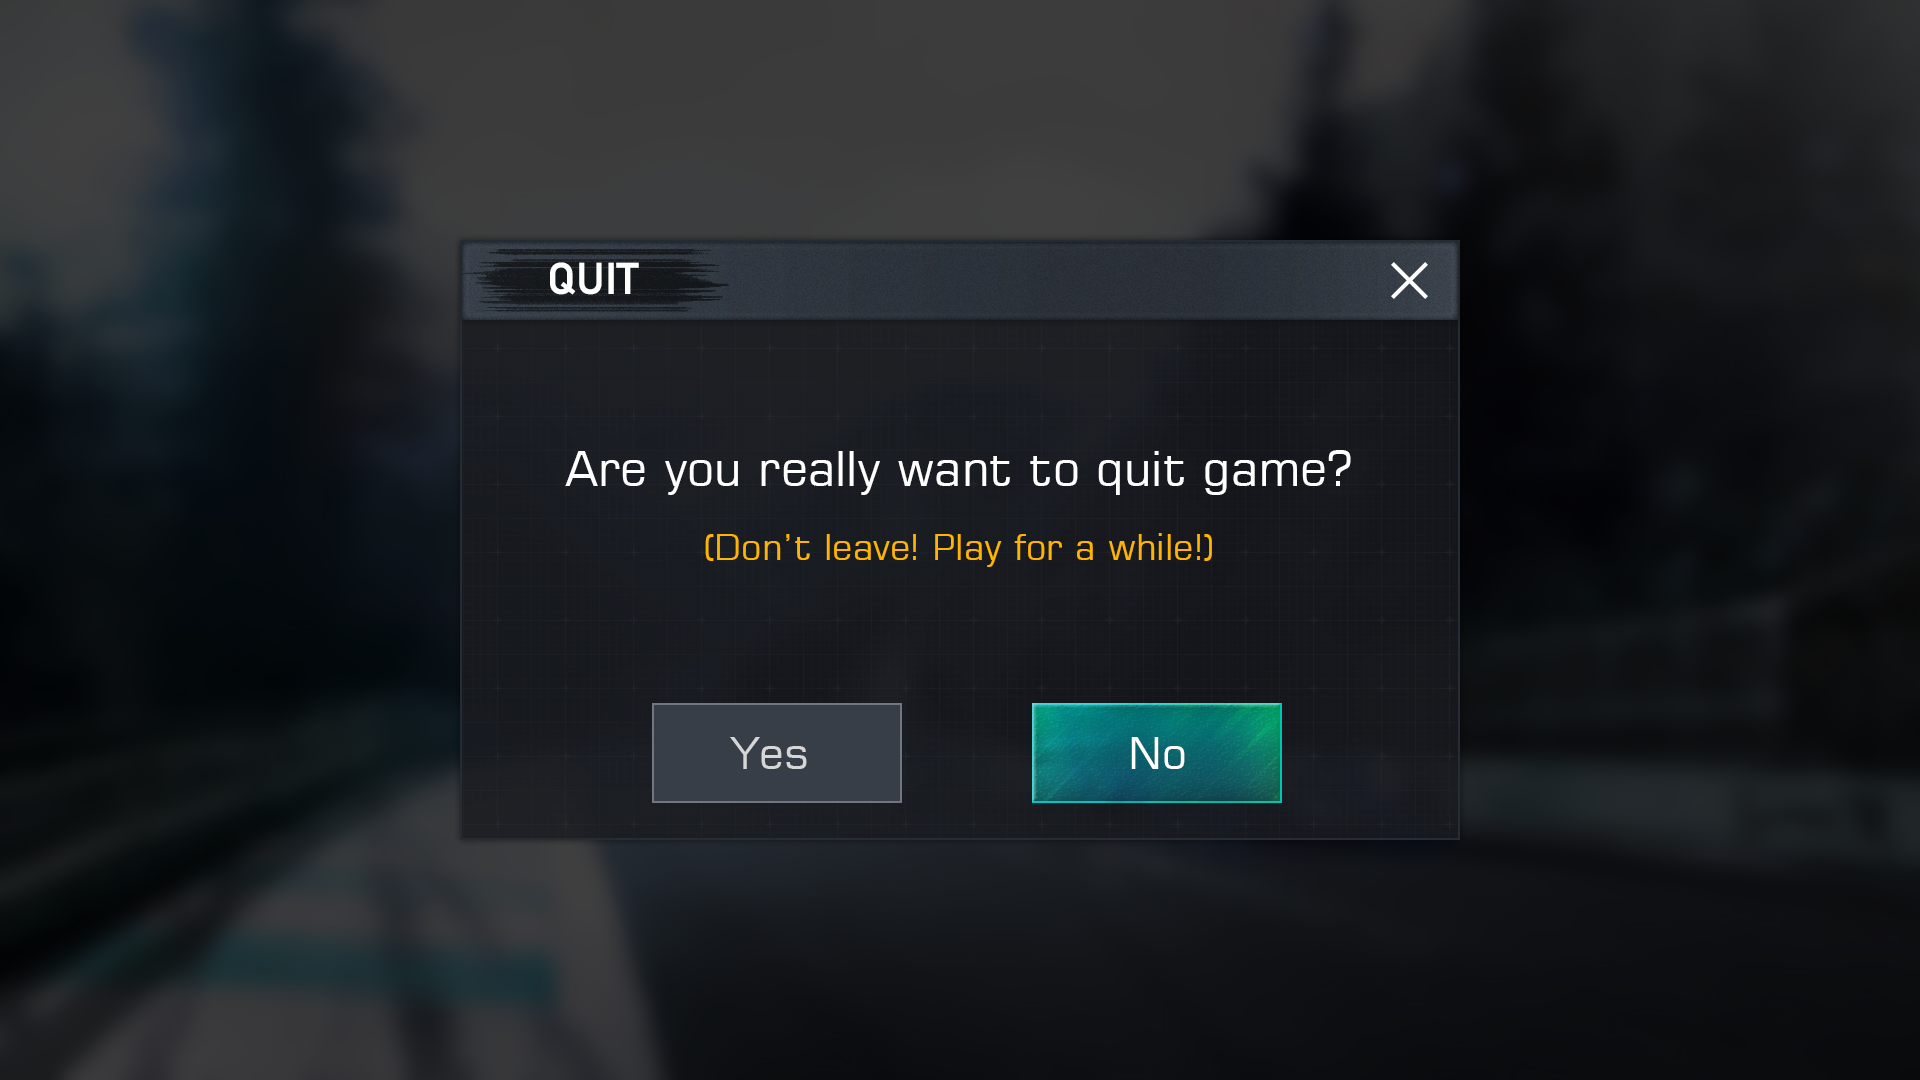 QUIT
Are you really want to quit game?
(Don't leave! Play for a while!)
Yes
No